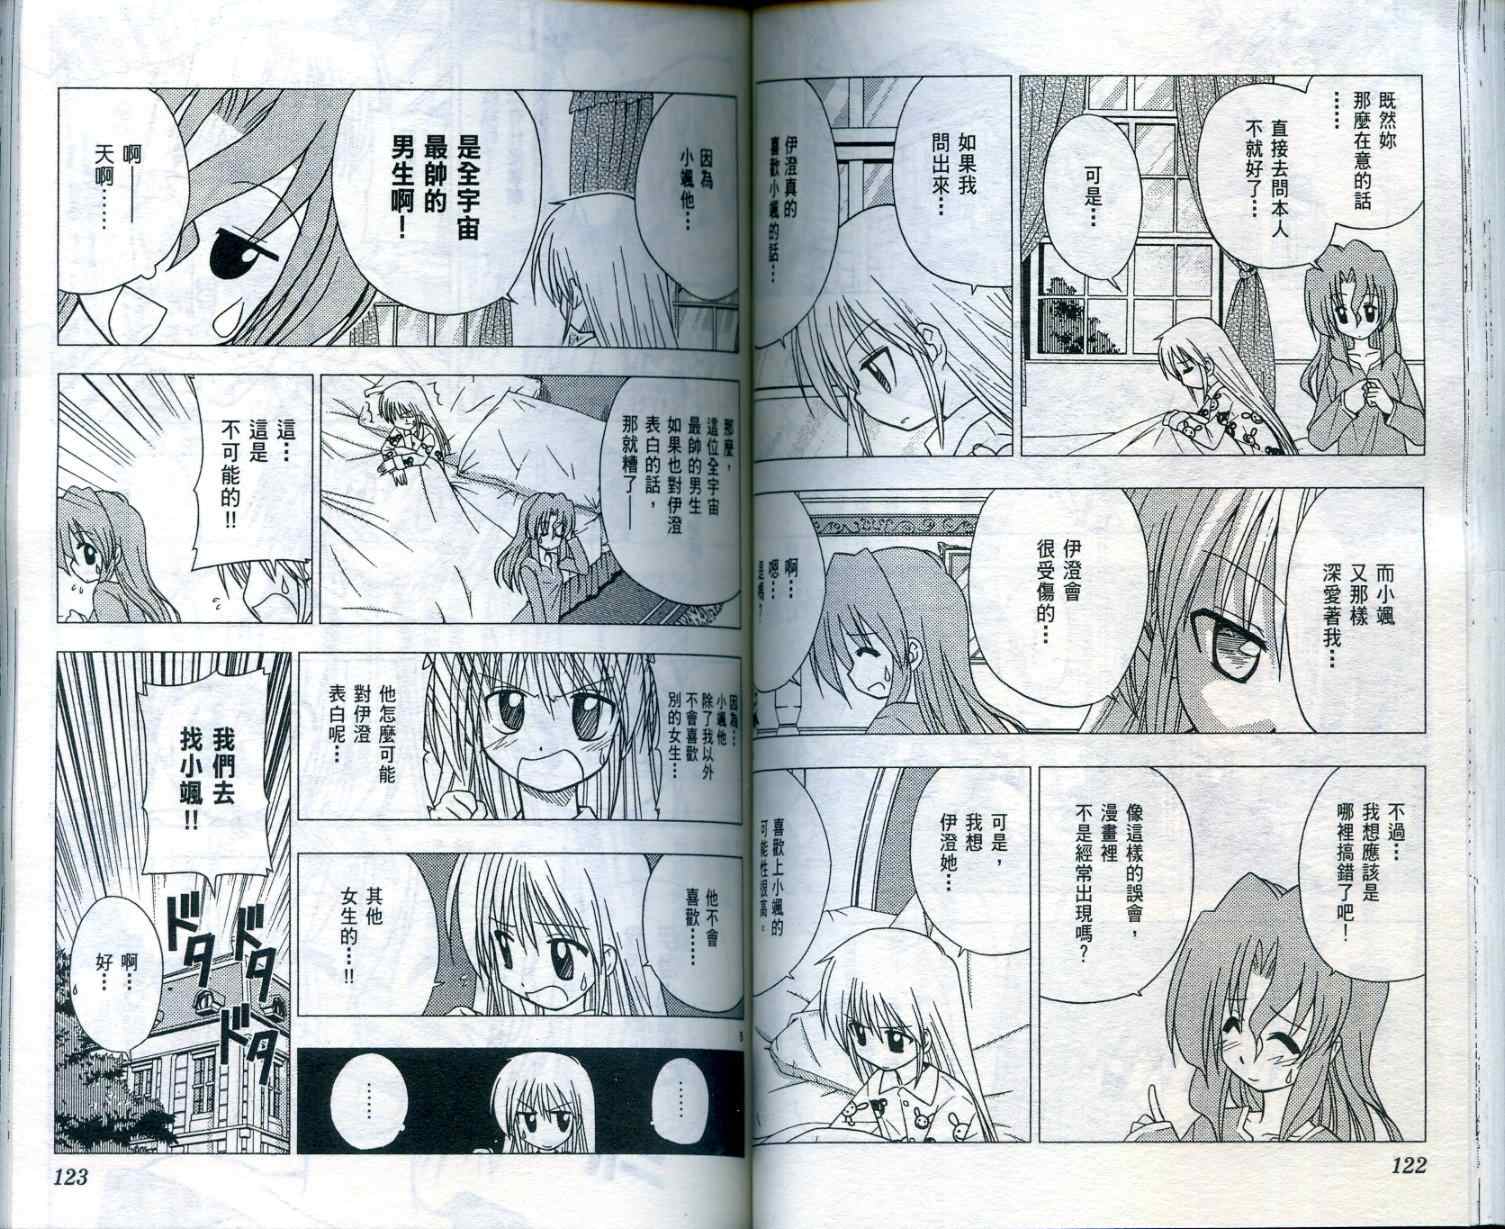 既然妳
那麼在意的話
……
直接去問本人
不就好了…
可是…
如果我
問出來…
伊澄真的
喜歡小颯的話…
而小颯
又那樣
深愛著我…
伊澄會
很受傷的…
啊…
嗯…
是嗎？
不過…
我想應該是
哪裡搞錯了吧！
像這樣的誤會，
漫畫裡
不是經常出現嗎？
可是，
我想
伊澄她…
喜歡上小颯的
可能性很高。
122
因為
小颯他…
是全宇宙
最帥的
男生啊！
啊——
天啊……
那麼，
這位全宇宙
最帥的男生
如果也對伊澄
表白的話，
那就糟了——
這…
這是
不可能的!!
因為…
小颯他
除了我以外
不會喜歡
別的女生…
他怎麼可能
對伊澄
表白呢…
他不會
喜歡……
其他
女生的…!!
……
……
我們去
找小颯!!
ドタ
ドタ
ドタ
啊…
好…
123